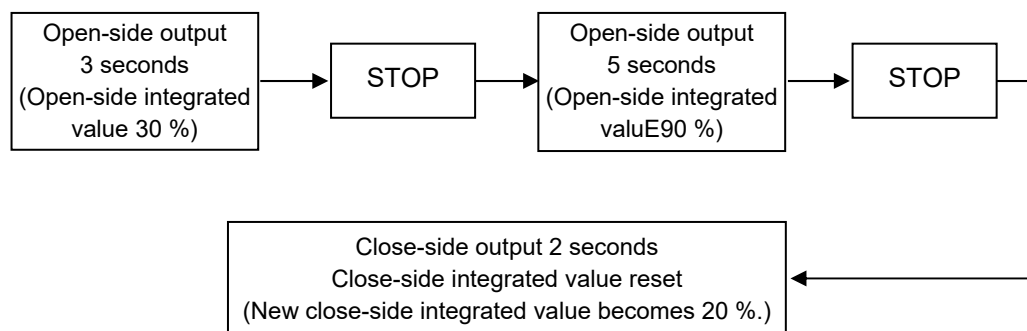 Open-side output
3 seconds
(Open-side integrated
value 30 %)
STOP
Open-side output
5 seconds
(Open-side integrated
valuE90 %)
STOP
Close-side output 2 seconds
Close-side integrated value reset
(New close-side integrated value becomes 20 %.)